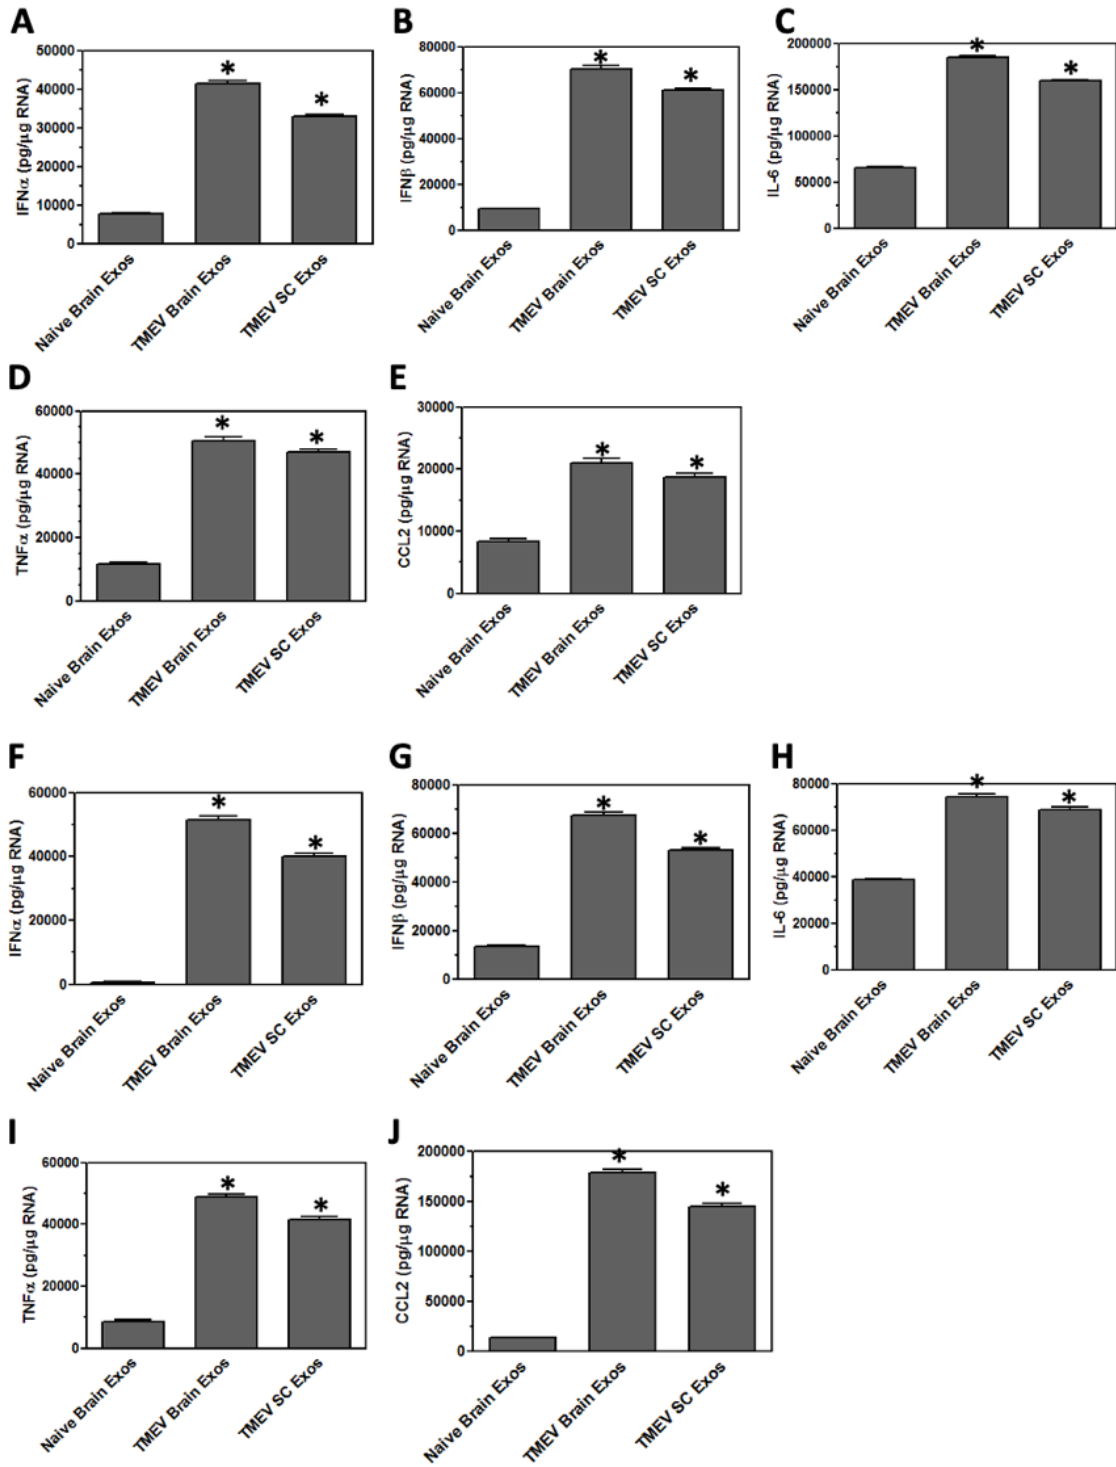 A
IFNα (pg/μg RNA)
50000
40000
30000
20000
10000
0
Naive Brain Exos
TMEV Brain Exos
TMEV SC Exos
*
*
B
IFNβ (pg/μg RNA)
80000
60000
40000
20000
0
Naive Brain Exos
TMEV Brain Exos
TMEV SC Exos
*
*
C
IL-6 (pg/μg RNA)
200000
150000
100000
50000
0
Naive Brain Exos
TMEV Brain Exos
TMEV SC Exos
*
*
D
TNFα (pg/μg RNA)
60000
40000
20000
0
Naive Brain Exos
TMEV Brain Exos
TMEV SC Exos
*
*
E
CCL2 (pg/μg RNA)
30000
20000
10000
0
Naive Brain Exos
TMEV Brain Exos
TMEV SC Exos
*
*
F
IFNα (pg/μg RNA)
60000
40000
20000
0
Naive Brain Exos
TMEV Brain Exos
TMEV SC Exos
*
*
G
IFNβ (pg/μg RNA)
80000
60000
40000
20000
0
Naive Brain Exos
TMEV Brain Exos
TMEV SC Exos
*
*
H
IL-6 (pg/μg RNA)
80000
60000
40000
20000
0
Naive Brain Exos
TMEV Brain Exos
TMEV SC Exos
*
*
I
TNFα (pg/μg RNA)
60000
40000
20000
0
Naive Brain Exos
TMEV Brain Exos
TMEV SC Exos
*
*
J
CCL2 (pg/μg RNA)
200000
150000
100000
50000
0
Naive Brain Exos
TMEV Brain Exos
TMEV SC Exos
*
*